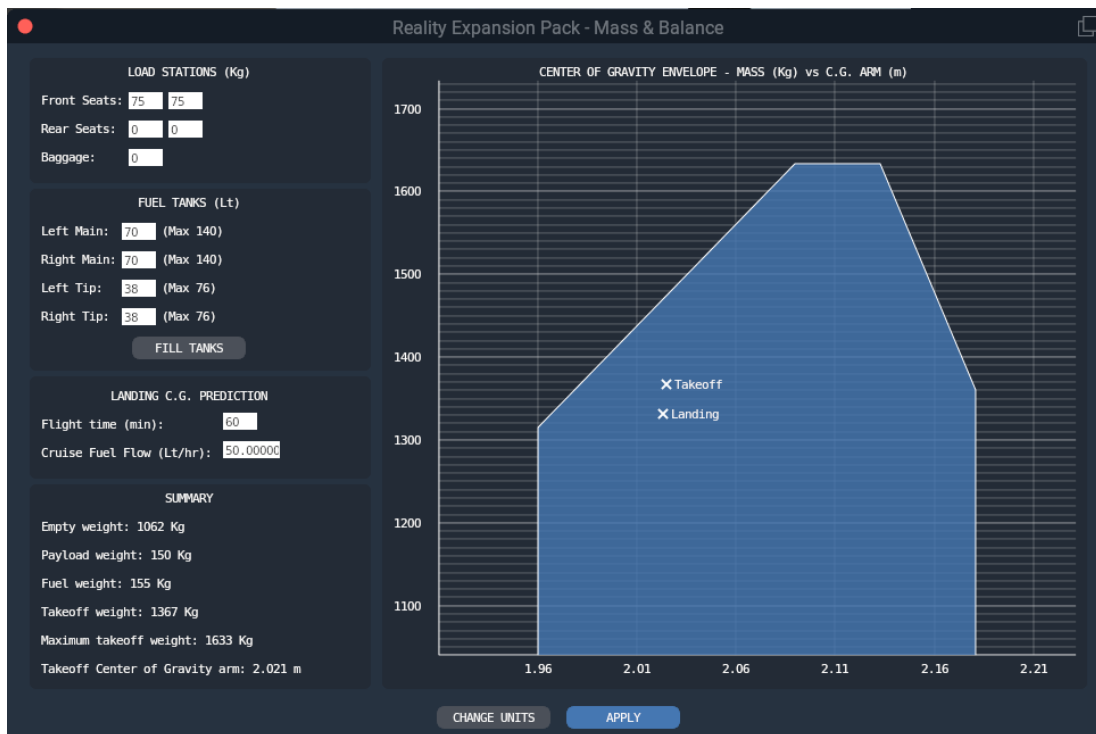 Reality Expansion Pack - Mass & Balance
LOAD STATIONS (Kg)
Front Seats: 75 75
Rear Seats: 0 0
Baggage: 0
FUEL TANKS (Lt)
Left Main: 70 (Max 140)
Right Main: 70 (Max 140)
Left Tip: 38 (Max 76)
Right Tip: 38 (Max 76)
FILL TANKS
LANDING C.G. PREDICTION
Flight time (min): 60
Cruise Fuel Flow (Lt/hr): 50.00000
SUMMARY
Empty weight: 1062 Kg
Payload weight: 150 Kg
Fuel weight: 155 Kg
Takeoff weight: 1367 Kg
Maximum takeoff weight: 1633 Kg
Takeoff Center of Gravity arm: 2.021 m
CENTER OF GRAVITY ENVELOPE - MASS (Kg) vs C.G. ARM (m)
1700
1600
1500
1400
Takeoff
Landing
1300
1200
1100
1.96 2.01 2.06 2.11 2.16 2.21
CHANGE UNITS APPLY